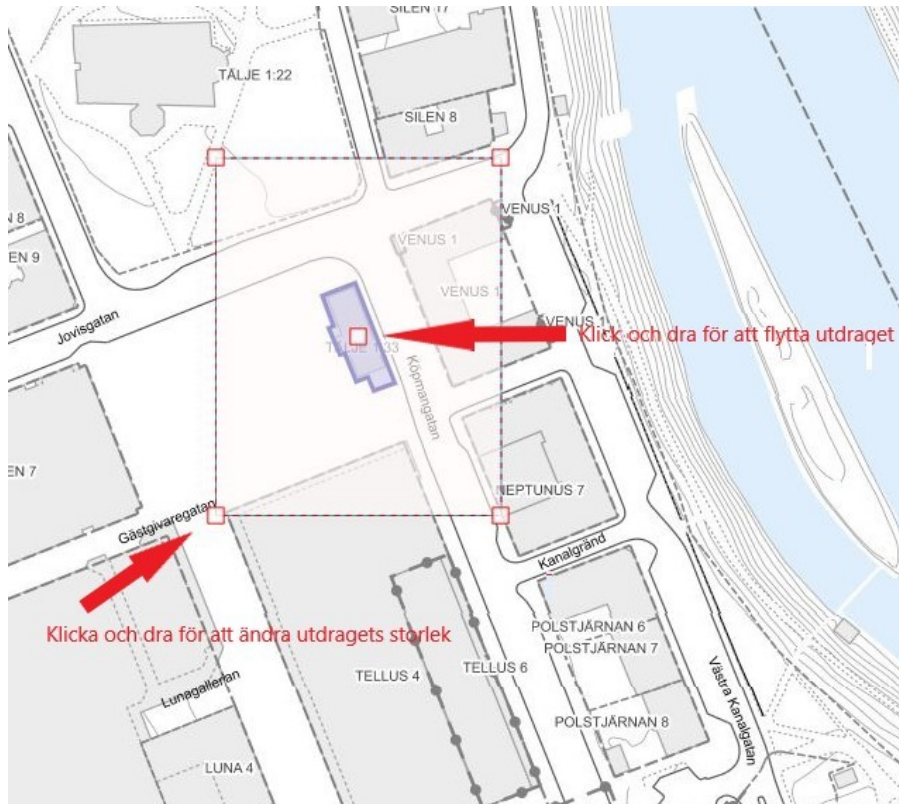 SILEN 17
TÄLJE 1:22
SILEN 8
N 8
VENUS 1
VENUS 1
EN 9
VENUS 1
VENUS 1
Jovisgatan
Klick och dra för att flytta utdraget
TÄLJE 1:33
Köpmangatan
EN 7
NEPTUNUS 7
Gästgivaregatan
Kanalgränd
Klicka och dra för att ändra utdragets storlek
POLSTJÄRNAN 6
POLSTJÄRNAN 7
TELLUS 6
TELLUS 4
Lunagallerian
Västra Kanalgatan
POLSTJÄRNAN 8
LUNA 4